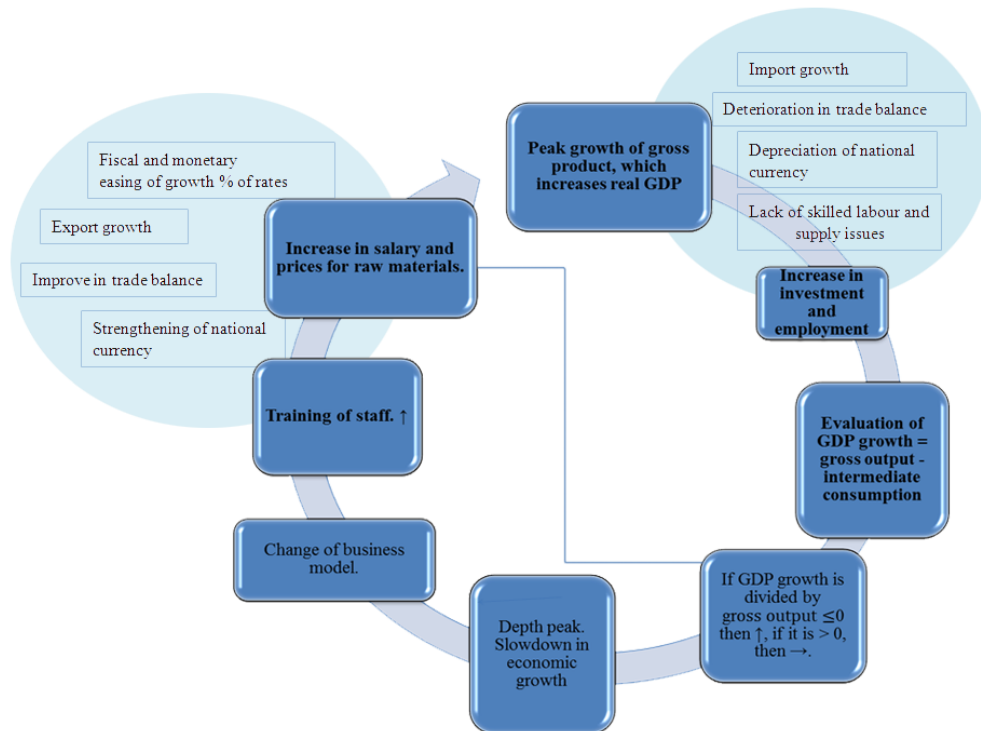 Import growth
Deterioration in trade balance
Depreciation of national
currency
Lack of skilled labour and
supply issues
Peak growth of gross
product, which
increases real GDP
Fiscal and monetary
easing of growth % of rates
Export growth
Improve in trade balance
Strengthening of national
currency
Increase in salary and
prices for raw materials.
Increase in
investment
and
employment
Training of staff. ↑
Evaluation of
GDP growth =
gross output -
intermediate
consumption
Change of business
model.
If GDP growth is
divided by
gross output ≤0
then ↑, if it is > 0,
then →.
Depth peak.
Slowdown in
economic
growth